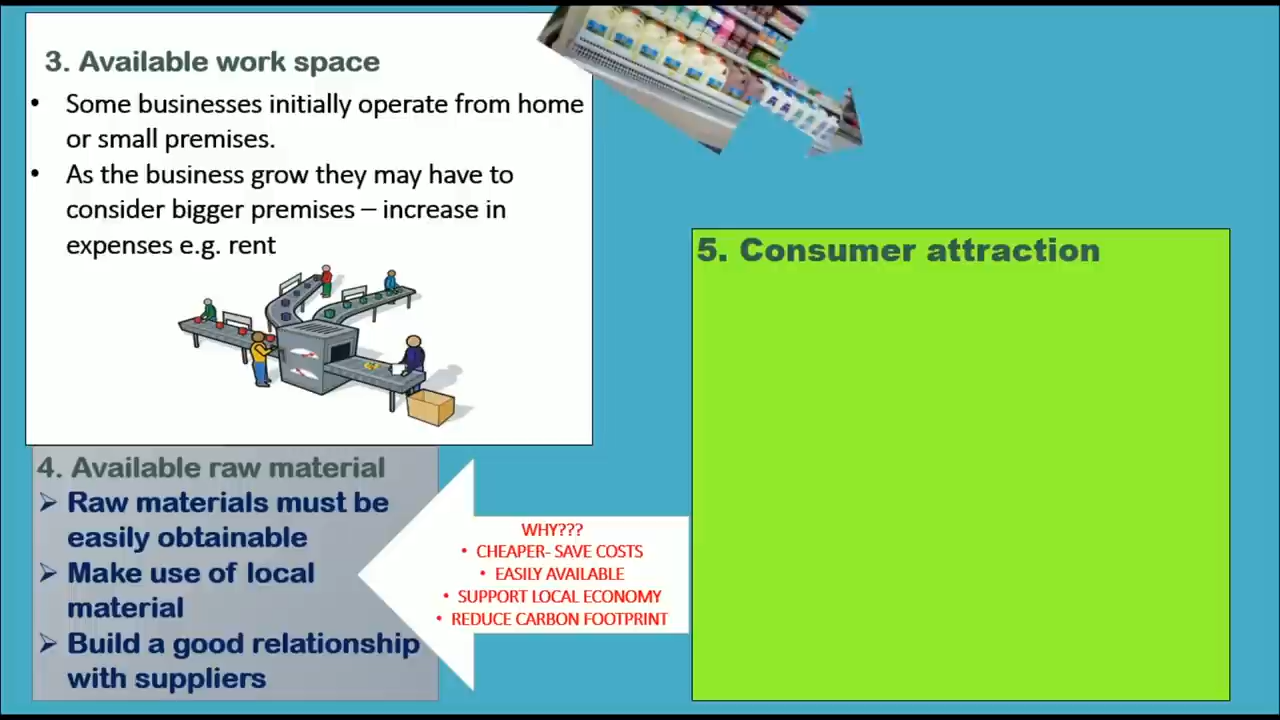 3. Available work space
• Some businesses initially operate from home
or small premises.
• As the business grow they may have to
consider bigger premises – increase in
expenses e.g. rent
4. Available raw material
➢ Raw materials must be
easily obtainable
➢ Make use of local
material
➢ Build a good relationship
with suppliers
WHY???
• CHEAPER- SAVE COSTS
• EASILY AVAILABLE
• SUPPORT LOCAL ECONOMY
• REDUCE CARBON FOOTPRINT
5. Consumer attraction